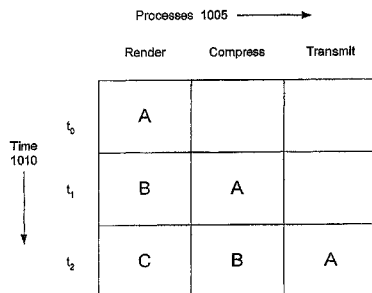 Processes 1005
Render Compress Transmit
Time
1010
t0 A
t1 B A
t2 C B A